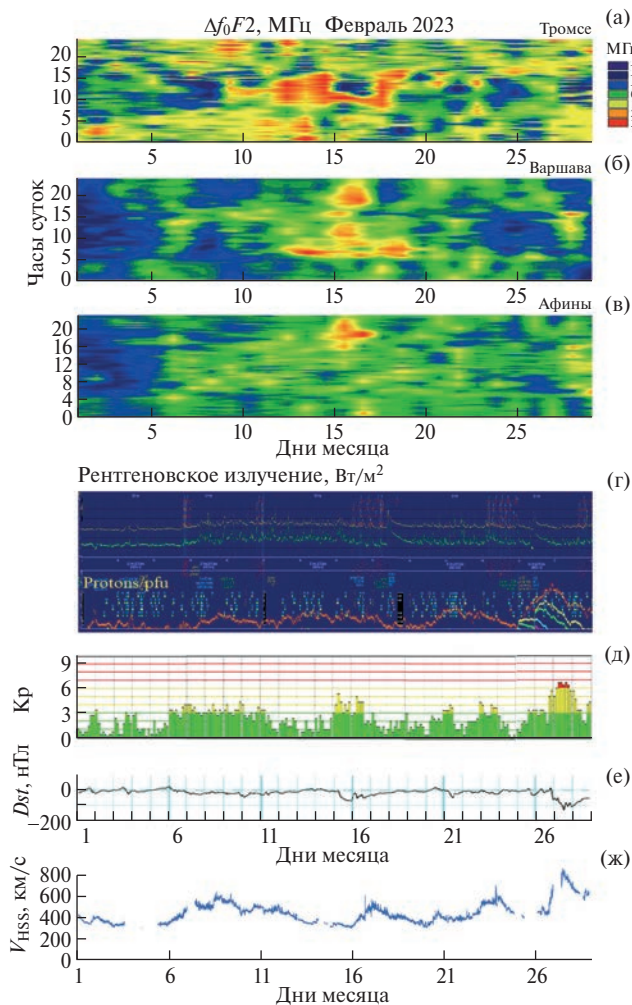 Δf₀F2, МГц Февраль 2023
(а)
Тромсе
МГц
20
15
10
5
0
5 10 15 20 25
Варшава
(б)
Часы суток
20
15
10
5
0
5 10 15 20 25
Афины
(в)
20
16
12
8
4
0
5 10 15 20 25
Дни месяца
Рентгеновское излучение, Вт/м²
(г)
Protons/pfu
(д)
Kp
9
6
3
0
(е)
Dst, нТл
0
−200
1 6 11 16 21 26
Дни месяца
(ж)
V_HSS, км/с
800
600
400
200
0
1 6 11 16 21 26
Дни месяца